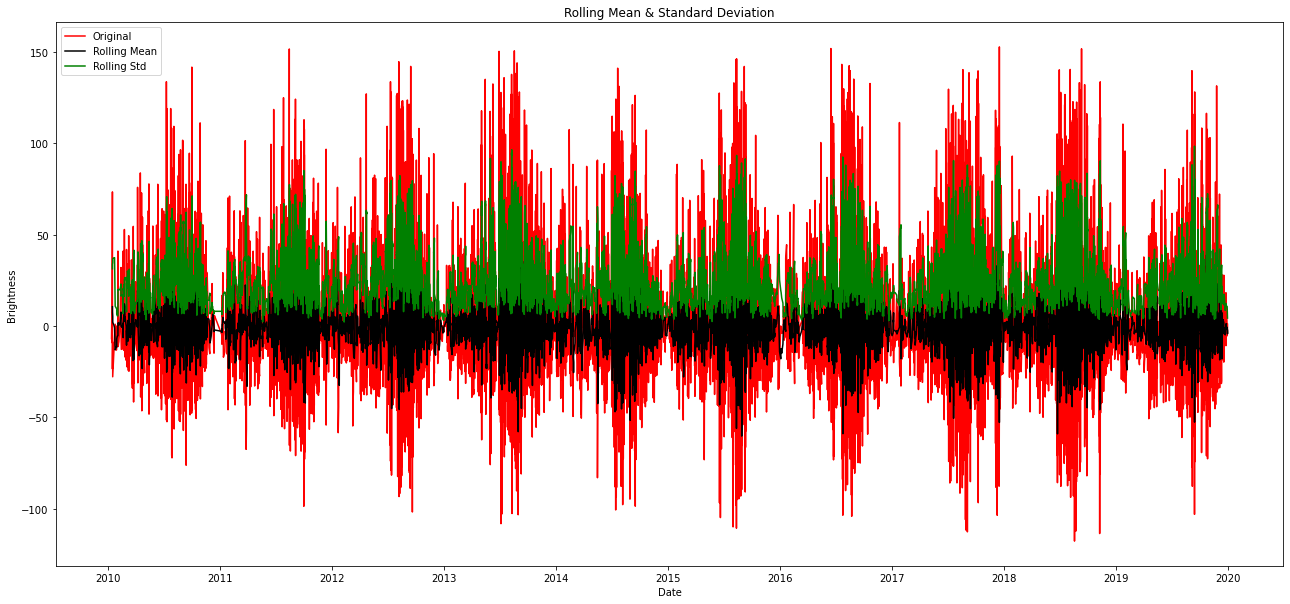 Rolling Mean & Standard Deviation
Original
Rolling Mean
Rolling Std
Brightness
150
100
50
0
−50
−100
2010 2011 2012 2013 2014 2015 2016 2017 2018 2019 2020
Date